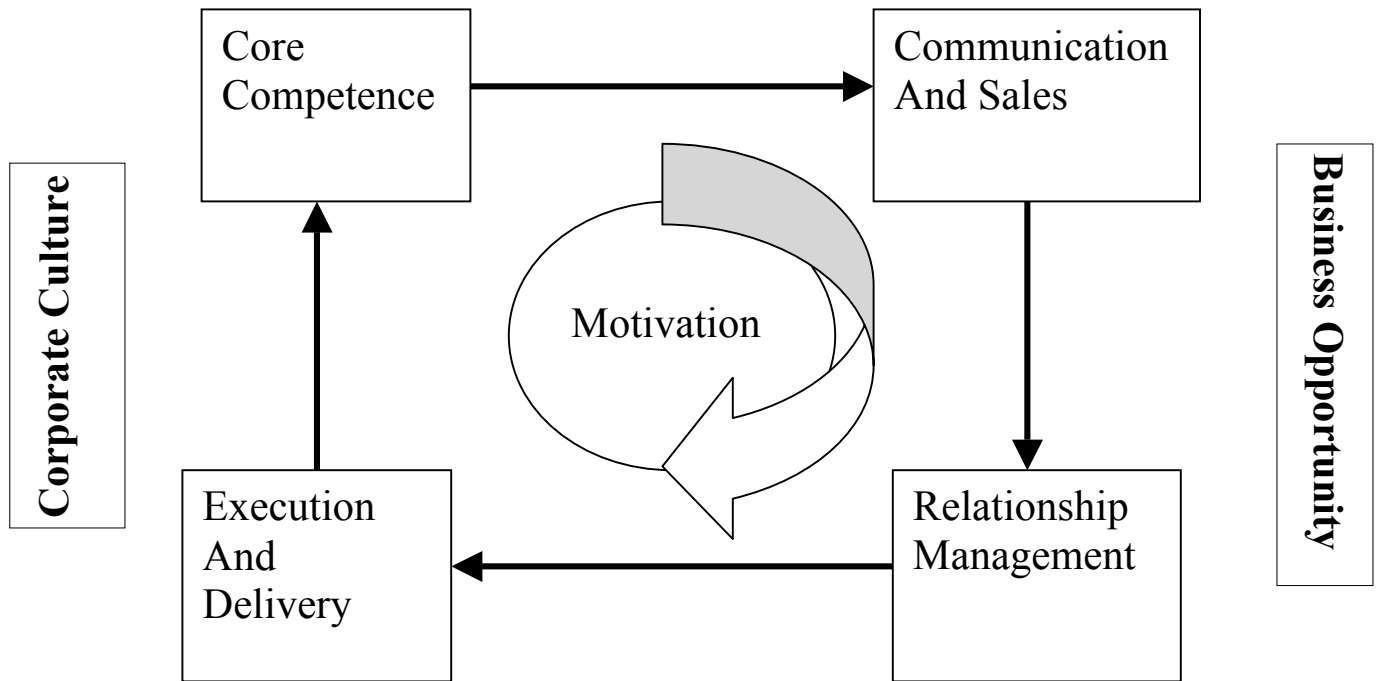 Core
Competence
Communication
And Sales
Corporate Culture
Motivation
Business Opportunity
Execution
And
Delivery
Relationship
Management